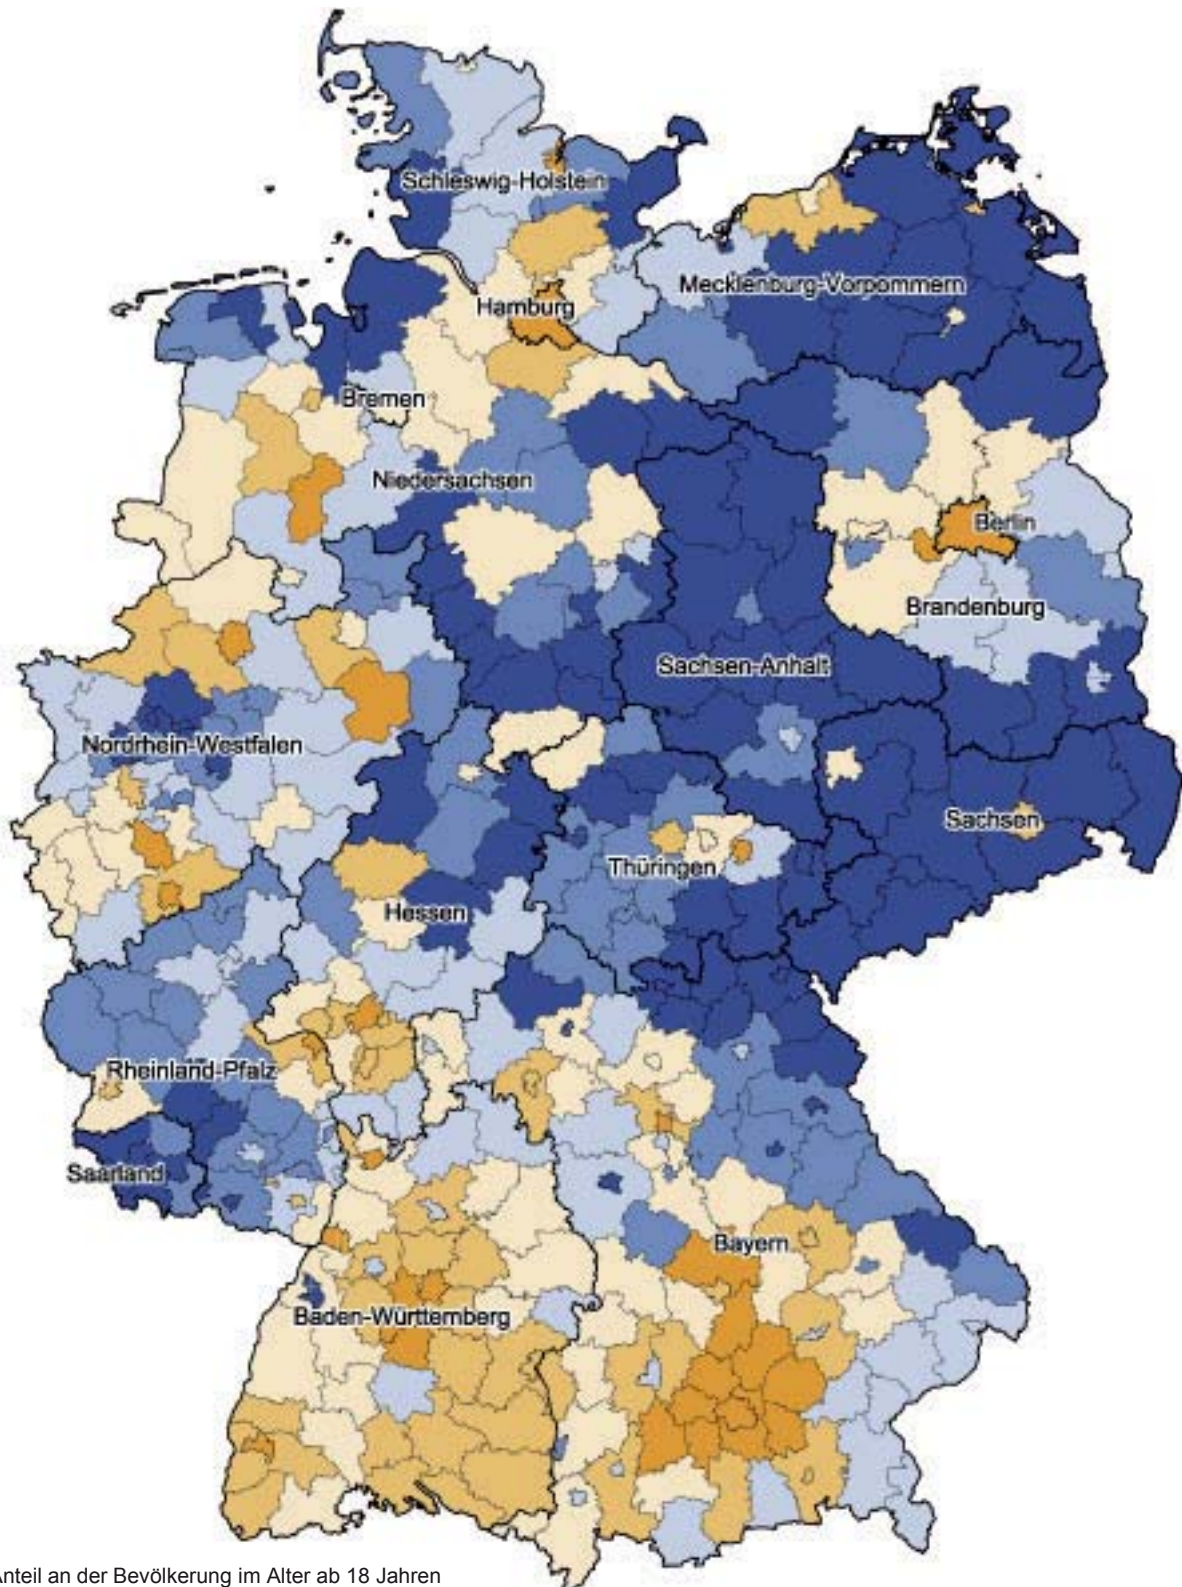 Schleswig-Holstein
Mecklenburg-Vorpommern
Hamburg
Bremen
Niedersachsen
Berlin
Brandenburg
Sachsen-Anhalt
Nordrhein-Westfalen
Sachsen
Thüringen
Hessen
Rheinland-Pfalz
Saarland
Bayern
Baden-Württemberg
Anteil an der Bevölkerung im Alter ab 18 Jahren